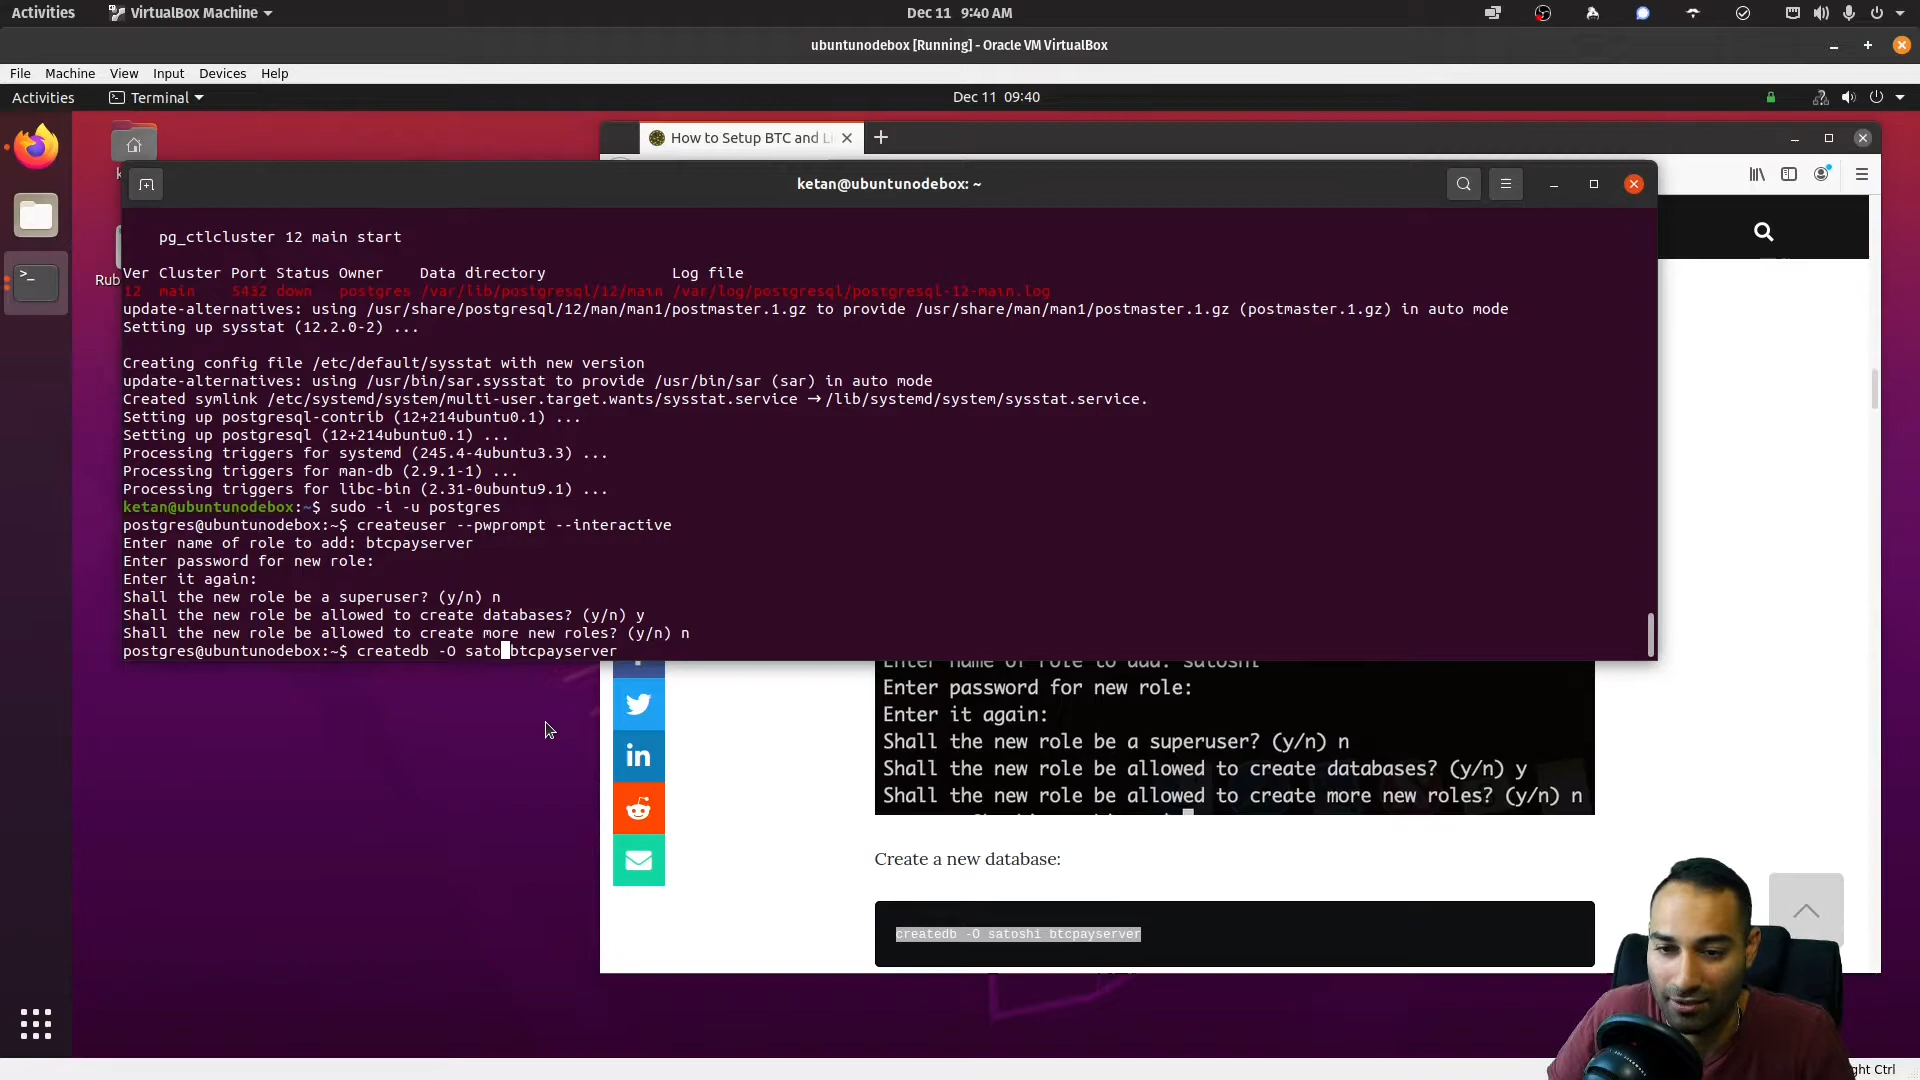 Activities
VirtualBox Machine
Dec 11 9:40 AM
ubuntunodebox [Running] - Oracle VM VirtualBox
File Machine View Input Devices Help
Activities
Terminal
Dec 11 09:40
How to Setup BTC and Li
ketan@ubuntunodebox: ~
k
Rub
pg_ctlcluster 12 main start
Ver Cluster Port Status Owner Data directory Log file
12 main 5432 down postgres /var/lib/postgresql/12/main /var/log/postgresql/postgresql-12-main.log
update-alternatives: using /usr/share/postgresql/12/man/man1/postmaster.1.gz to provide /usr/share/man/man1/postmaster.1.gz (postmaster.1.gz) in auto mode
Setting up sysstat (12.2.0-2) ...
Creating config file /etc/default/sysstat with new version
update-alternatives: using /usr/bin/sar.sysstat to provide /usr/bin/sar (sar) in auto mode
Created symlink /etc/systemd/system/multi-user.target.wants/sysstat.service → /lib/systemd/system/sysstat.service.
Setting up postgresql-contrib (12+214ubuntu0.1) ...
Setting up postgresql (12+214ubuntu0.1) ...
Processing triggers for systemd (245.4-4ubuntu3.3) ...
Processing triggers for man-db (2.9.1-1) ...
Processing triggers for libc-bin (2.31-0ubuntu9.1) ...
ketan@ubuntunodebox:~$ sudo -i -u postgres
postgres@ubuntunodebox:~$ createuser --pwprompt --interactive
Enter name of role to add: btcpayserver
Enter password for new role:
Enter it again:
Shall the new role be a superuser? (y/n) n
Shall the new role be allowed to create databases? (y/n) y
Shall the new role be allowed to create more new roles? (y/n) n
postgres@ubuntunodebox:~$ createdb -O sato btcpayserver
Enter name of role to add: satoshi
Enter password for new role:
Enter it again:
Shall the new role be a superuser? (y/n) n
Shall the new role be allowed to create databases? (y/n) y
Shall the new role be allowed to create more new roles? (y/n) n
Create a new database:
createdb -O satoshi btcpayserver
ght Ctrl